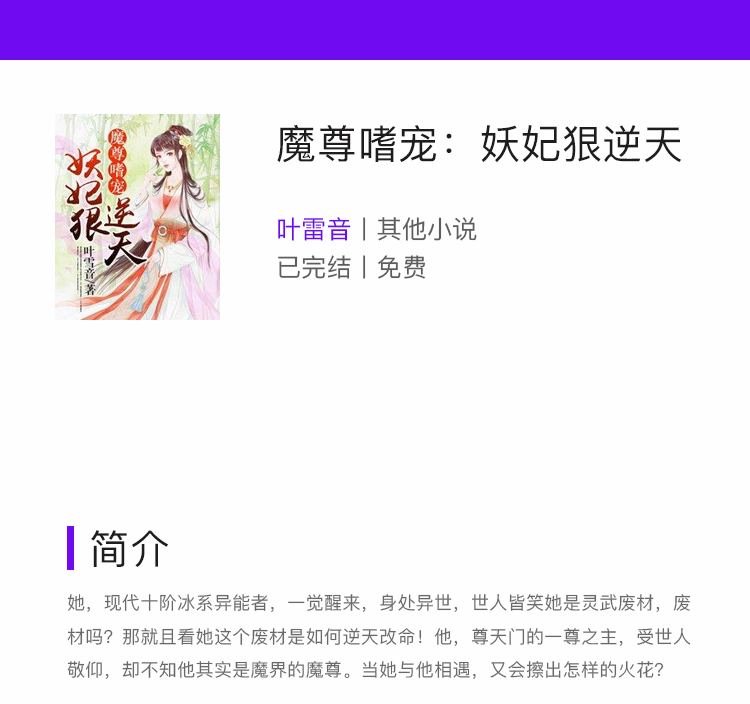 魔尊嗜宠
妖妃狠
逆天
叶雪音/著
魔尊嗜宠：妖妃狠逆天
叶雷音丨其他小说
已完结丨免费
简介
她，现代十阶冰系异能者，一觉醒来，身处异世，世人皆笑她是灵武废材，废
材吗？那就且看她这个废材是如何逆天改命！他，尊天门的一尊之主，受世人
敬仰，却不知他其实是魔界的魔尊。当她与他相遇，又会擦出怎样的火花？